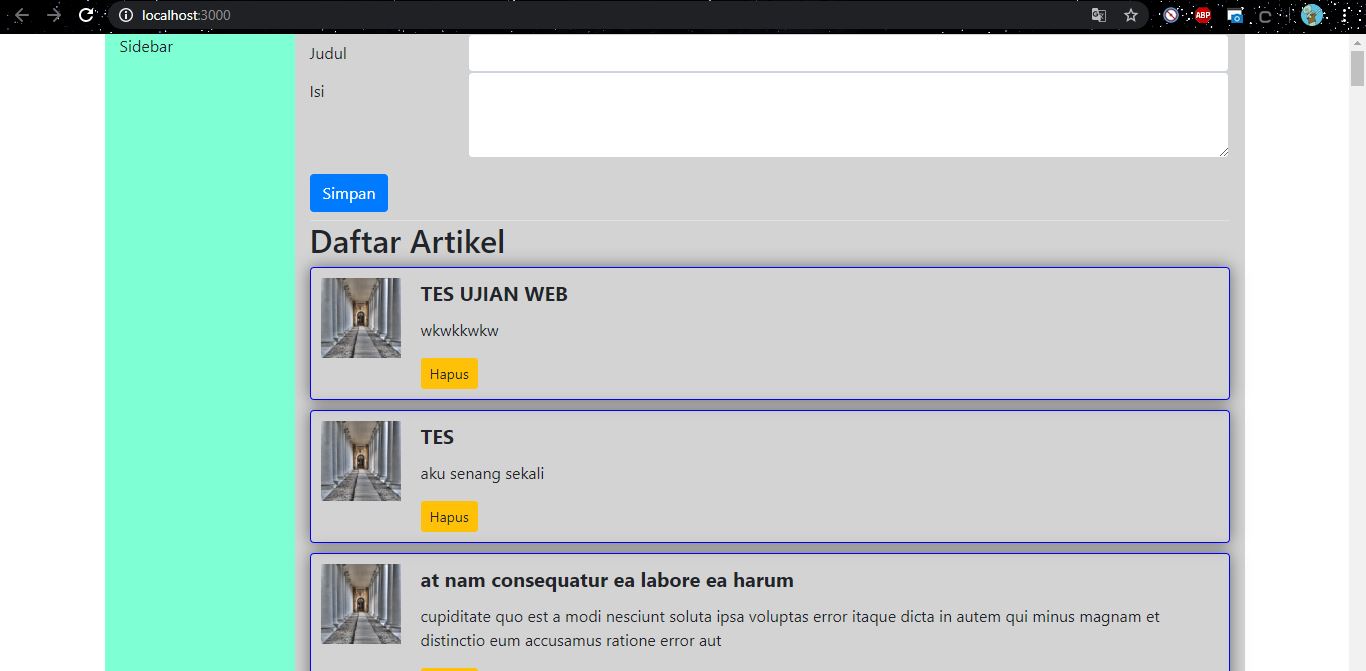 localhost:3000
ABP
Sidebar
Judul
Isi
Simpan
Daftar Artikel
TES UJIAN WEB
wkwkkwkw
Hapus
TES
aku senang sekali
Hapus
at nam consequatur ea labore ea harum
cupiditate quo est a modi nesciunt soluta ipsa voluptas error itaque dicta in autem qui minus magnam et
distinctio eum accusamus ratione error aut